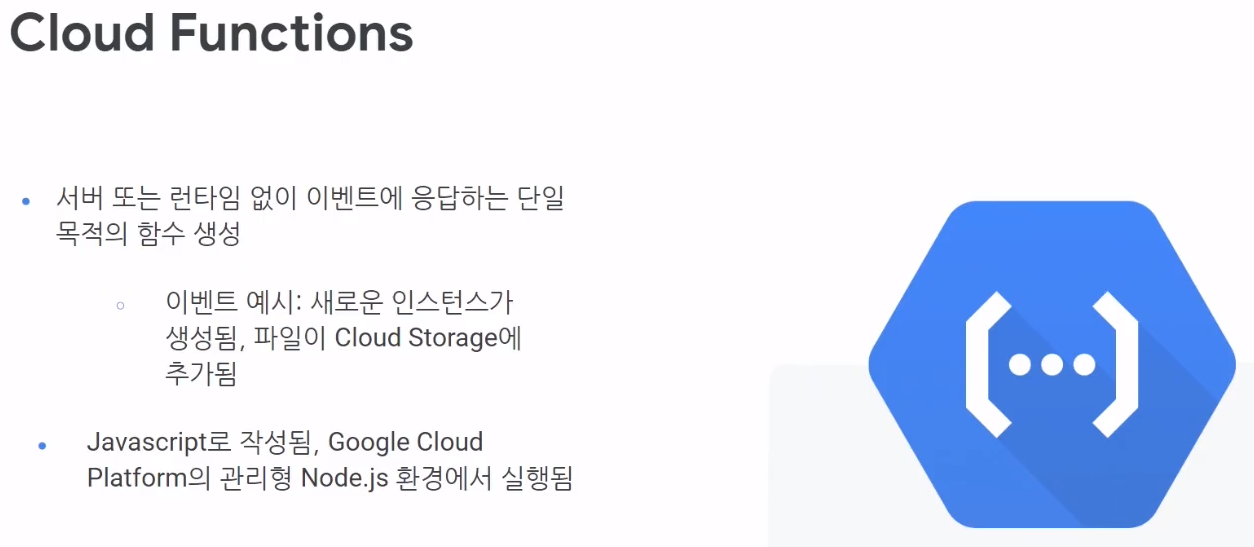 Cloud Functions
서버 또는 런타임 없이 이벤트에 응답하는 단일
목적의 함수 생성
이벤트 예시: 새로운 인스턴스가
생성됨, 파일이 Cloud Storage에
추가됨
Javascript로 작성됨, Google Cloud
Platform의 관리형 Node.js 환경에서 실행됨